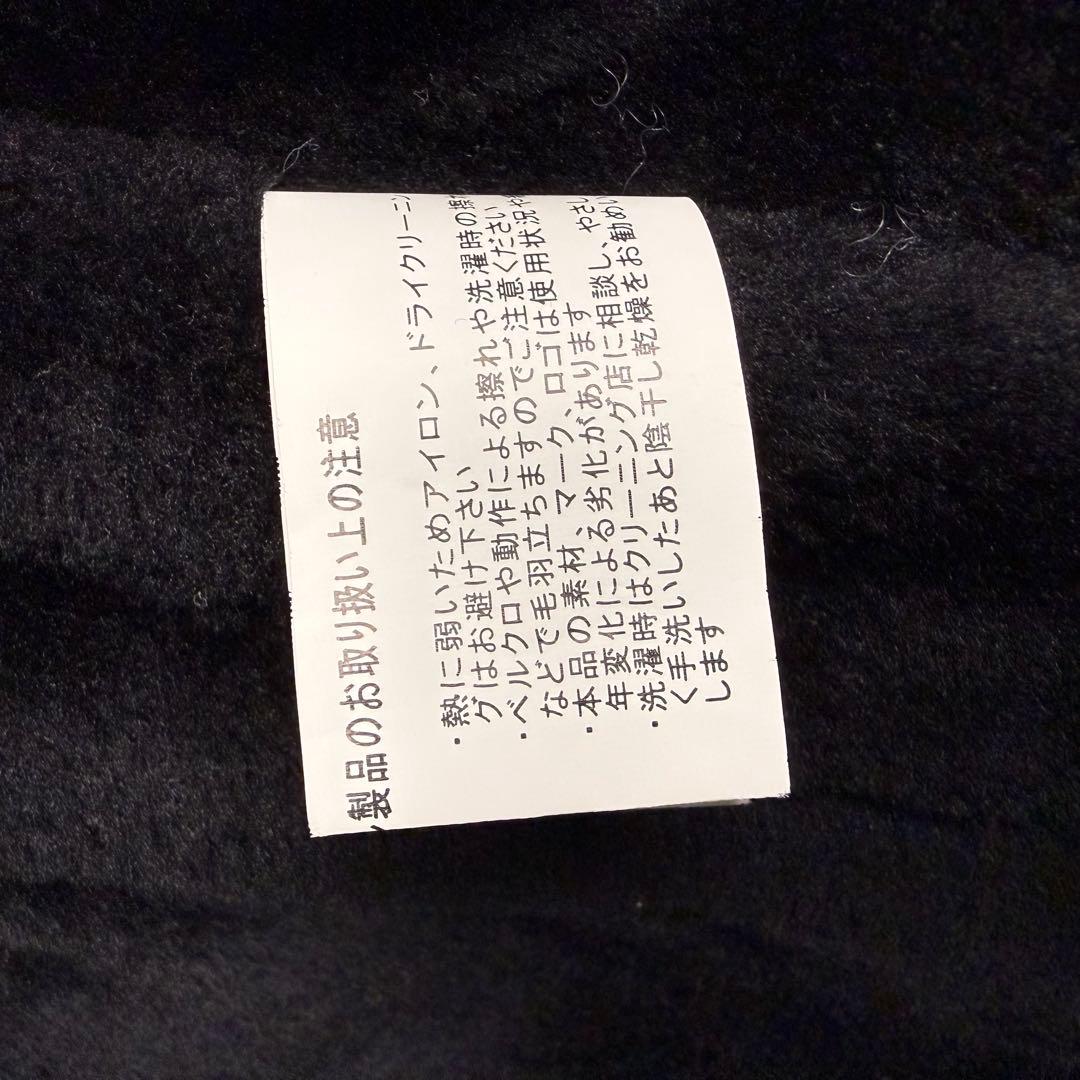 製品のお取り扱い上の注意
・熱に弱いためアイロン、ドライクリーニン
グはお避け下さい
・ベルクロや動作による擦れや洗濯時の擦
などで毛羽立ちますのでご注意ください
・本品の素材、マーク、ロゴは使用状況や
年変化による劣化があります
・洗濯時はクリーニング店に相談し、やさし
く手洗いしたあと陰干し乾燥をお勧めい
します